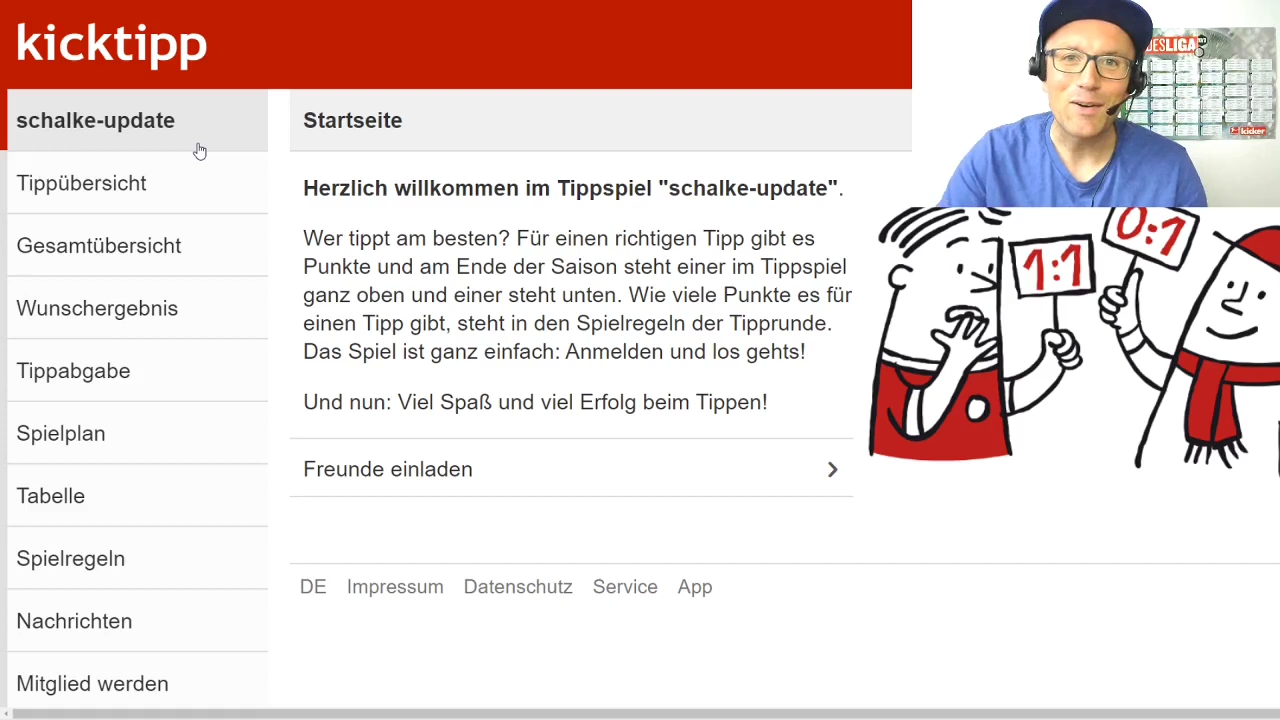 kicktipp
schalke-update
Tippübersicht
Gesamtübersicht
Wunschergebnis
Tippabgabe
Spielplan
Tabelle
Spielregeln
Nachrichten
Mitglied werden
Startseite
Herzlich willkommen im Tippspiel "schalke-update".
Wer tippt am besten? Für einen richtigen Tipp gibt es
Punkte und am Ende der Saison steht einer im Tippspiel
ganz oben und einer steht unten. Wie viele Punkte es für
einen Tipp gibt, steht in den Spielregeln der Tipprunde.
Das Spiel ist ganz einfach: Anmelden und los gehts!
Und nun: Viel Spaß und viel Erfolg beim Tippen!
Freunde einladen
DE Impressum Datenschutz Service App
DESLIGA
kicker
1:1
0:1